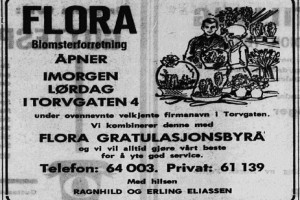 FLORA
Blomsterforretning
ÅPNER
IMORGEN
LØRDAG
I TORVGATEN 4
under ovennevnte velkjente firmanavn i Torvgaten.
Vi kombinerer denne med
FLORA GRATULASJONSBYRÅ
og vi vil alltid gjøre vårt beste
for å yte god service.
Telefon: 64 003. Privat: 61 139
Med hilsen
RAGNHILD OG ERLING ELIASSEN